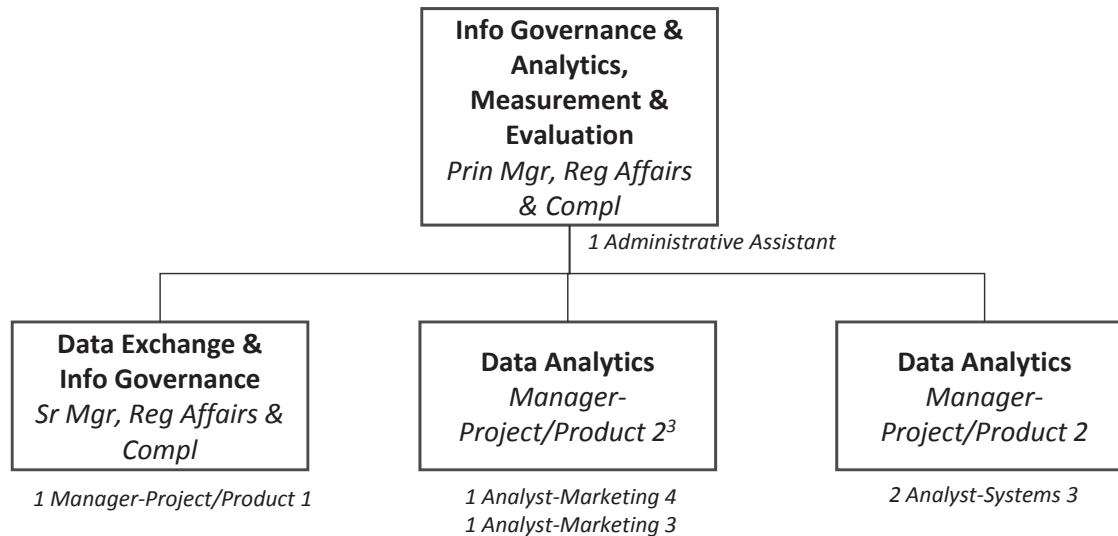 Info Governance &
Analytics,
Measurement &
Evaluation
Prin Mgr, Reg Affairs
& Compl
1 Administrative Assistant
Data Exchange &
Info Governance
Sr Mgr, Reg Affairs &
Compl
1 Manager-Project/Product 1
Data Analytics
Manager-
Project/Product 2³
1 Analyst-Marketing 4
1 Analyst-Marketing 3
Data Analytics
Manager-
Project/Product 2
2 Analyst-Systems 3